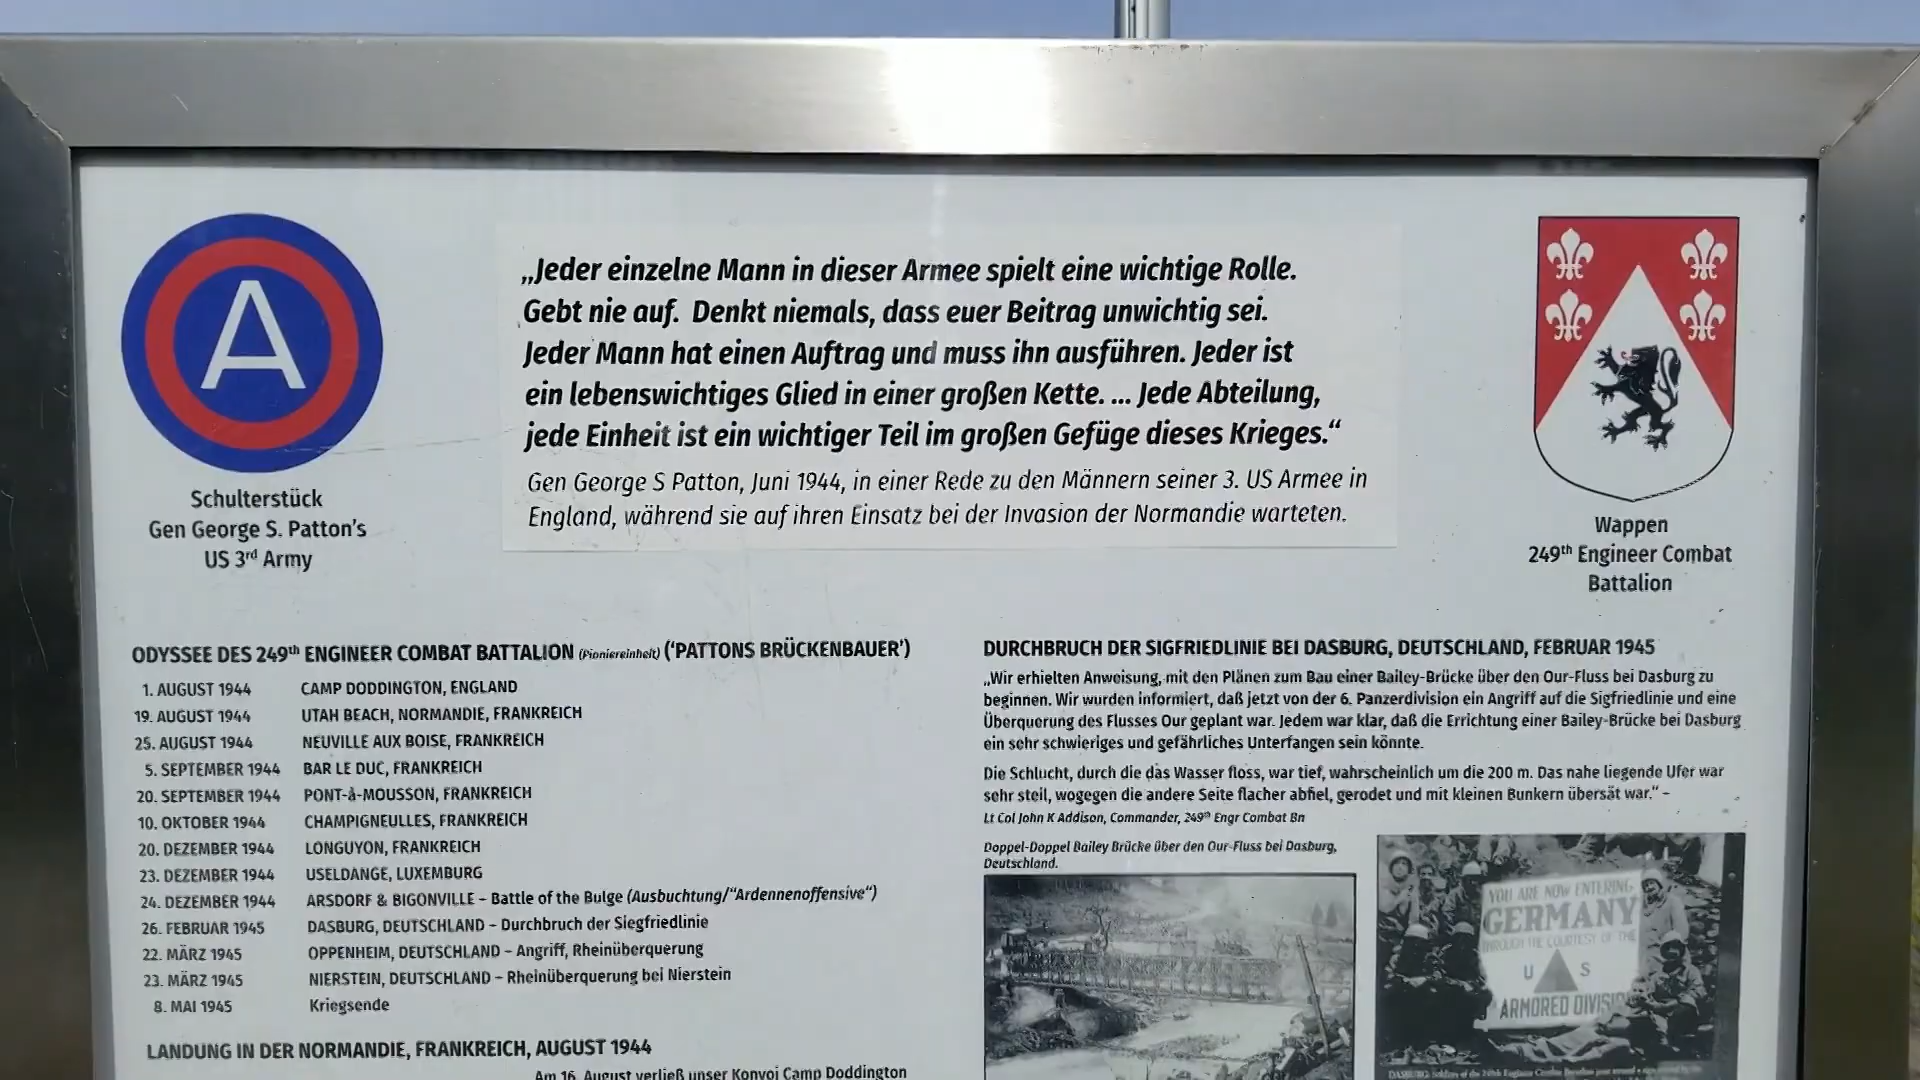 A
Schulterstück
Gen George S. Patton's
US 3rd Army
„Jeder einzelne Mann in dieser Armee spielt eine wichtige Rolle.
Gebt nie auf. Denkt niemals, dass euer Beitrag unwichtig sei.
Jeder Mann hat einen Auftrag und muss ihn ausführen. Jeder ist
ein lebenswichtiges Glied in einer großen Kette. ... Jede Abteilung,
jede Einheit ist ein wichtiger Teil im großen Gefüge dieses Krieges.“
Gen George S Patton, Juni 1944, in einer Rede zu den Männern seiner 3. US Armee in
England, während sie auf ihren Einsatz bei der Invasion der Normandie warteten.
Wappen
249th Engineer Combat
Battalion
ODYSSEE DES 249th ENGINEER COMBAT BATTALION (Pioniereinheit) ('PATTONS BRÜCKENBAUER')
1. AUGUST 1944 CAMP DODDINGTON, ENGLAND
19. AUGUST 1944 UTAH BEACH, NORMANDIE, FRANKREICH
25. AUGUST 1944 NEUVILLE AUX BOISE, FRANKREICH
5. SEPTEMBER 1944 BAR LE DUC, FRANKREICH
20. SEPTEMBER 1944 PONT-à-MOUSSON, FRANKREICH
10. OKTOBER 1944 CHAMPIGNEULLES, FRANKREICH
20. DEZEMBER 1944 LONGUYON, FRANKREICH
23. DEZEMBER 1944 USELDANGE, LUXEMBURG
24. DEZEMBER 1944 ARSDORF & BIGONVILLE – Battle of the Bulge (Ausbuchtung/“Ardennenoffensive“)
26. FEBRUAR 1945 DASBURG, DEUTSCHLAND – Durchbruch der Siegfriedlinie
22. MÄRZ 1945 OPPENHEIM, DEUTSCHLAND – Angriff, Rheinüberquerung
23. MÄRZ 1945 NIERSTEIN, DEUTSCHLAND – Rheinüberquerung bei Nierstein
8. MAI 1945 Kriegsende
LANDUNG IN DER NORMANDIE, FRANKREICH, AUGUST 1944
Am 16. August verließ unser Konvoi Camp Doddington
DURCHBRUCH DER SIGFRIEDLINIE BEI DASBURG, DEUTSCHLAND, FEBRUAR 1945
„Wir erhielten Anweisung, mit den Plänen zum Bau einer Bailey-Brücke über den Our-Fluss bei Dasburg zu
beginnen. Wir wurden informiert, daß jetzt von der 6. Panzerdivision ein Angriff auf die Sigfriedlinie und eine
Überquerung des Flusses Our geplant war. Jedem war klar, daß die Errichtung einer Bailey-Brücke bei Dasburg
ein sehr schwieriges und gefährliches Unterfangen sein könnte.
Die Schlucht, durch die das Wasser floss, war tief, wahrscheinlich um die 200 m. Das nahe liegende Ufer war
sehr steil, wogegen die andere Seite flacher abfiel, gerodet und mit kleinen Bunkern übersät war.“ –
Lt Col John K Addison, Commander, 249th Engr Combat Bn
Doppel-Doppel Bailey Brücke über den Our-Fluss bei Dasburg,
Deutschland.
YOU ARE NOW ENTERING
GERMANY
THROUGH THE COURTESY OF THE
U S
ARMORED DIVISION